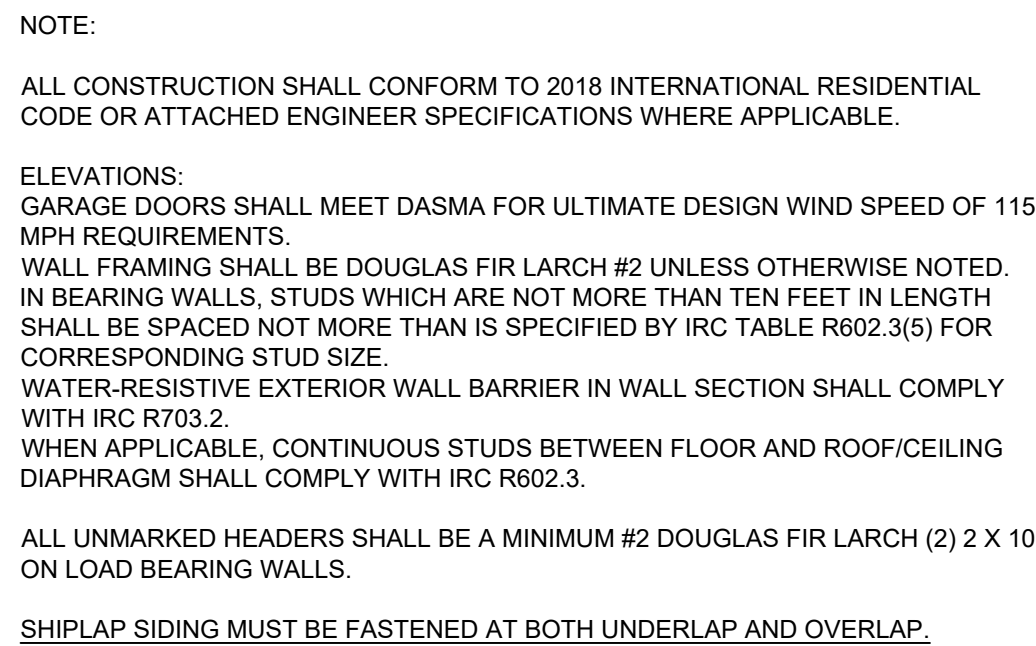 NOTE:
ALL CONSTRUCTION SHALL CONFORM TO 2018 INTERNATIONAL RESIDENTIAL
CODE OR ATTACHED ENGINEER SPECIFICATIONS WHERE APPLICABLE.
ELEVATIONS:
GARAGE DOORS SHALL MEET DASMA FOR ULTIMATE DESIGN WIND SPEED OF 115
MPH REQUIREMENTS.
WALL FRAMING SHALL BE DOUGLAS FIR LARCH #2 UNLESS OTHERWISE NOTED.
IN BEARING WALLS, STUDS WHICH ARE NOT MORE THAN TEN FEET IN LENGTH
SHALL BE SPACED NOT MORE THAN IS SPECIFIED BY IRC TABLE R602.3(5) FOR
CORRESPONDING STUD SIZE.
WATER-RESISTIVE EXTERIOR WALL BARRIER IN WALL SECTION SHALL COMPLY
WITH IRC R703.2.
WHEN APPLICABLE, CONTINUOUS STUDS BETWEEN FLOOR AND ROOF/CEILING
DIAPHRAGM SHALL COMPLY WITH IRC R602.3.
ALL UNMARKED HEADERS SHALL BE A MINIMUM #2 DOUGLAS FIR LARCH (2) 2 X 10
ON LOAD BEARING WALLS.
SHIPLAP SIDING MUST BE FASTENED AT BOTH UNDERLAP AND OVERLAP.